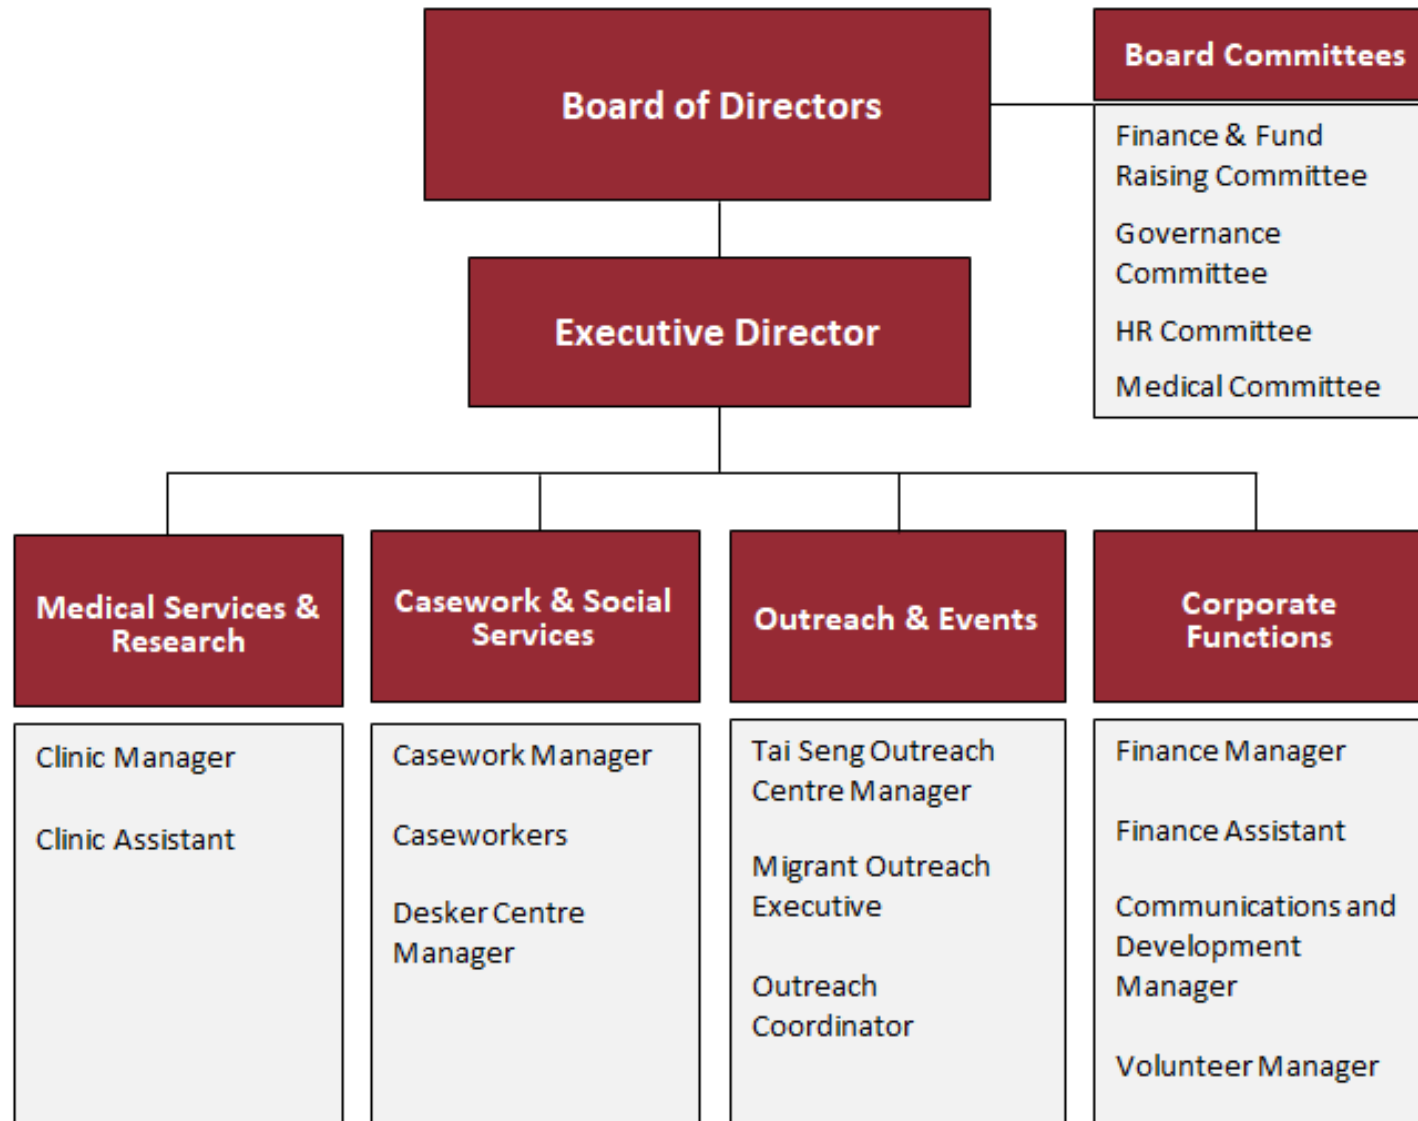 Board of Directors
Board Committees
Finance & Fund
Raising Committee
Governance
Committee
HR Committee
Medical Committee
Executive Director
Medical Services &
Research
Clinic Manager
Clinic Assistant
Casework & Social
Services
Casework Manager
Caseworkers
Desker Centre
Manager
Outreach & Events
Tai Seng Outreach
Centre Manager
Migrant Outreach
Executive
Outreach
Coordinator
Corporate
Functions
Finance Manager
Finance Assistant
Communications and
Development
Manager
Volunteer Manager